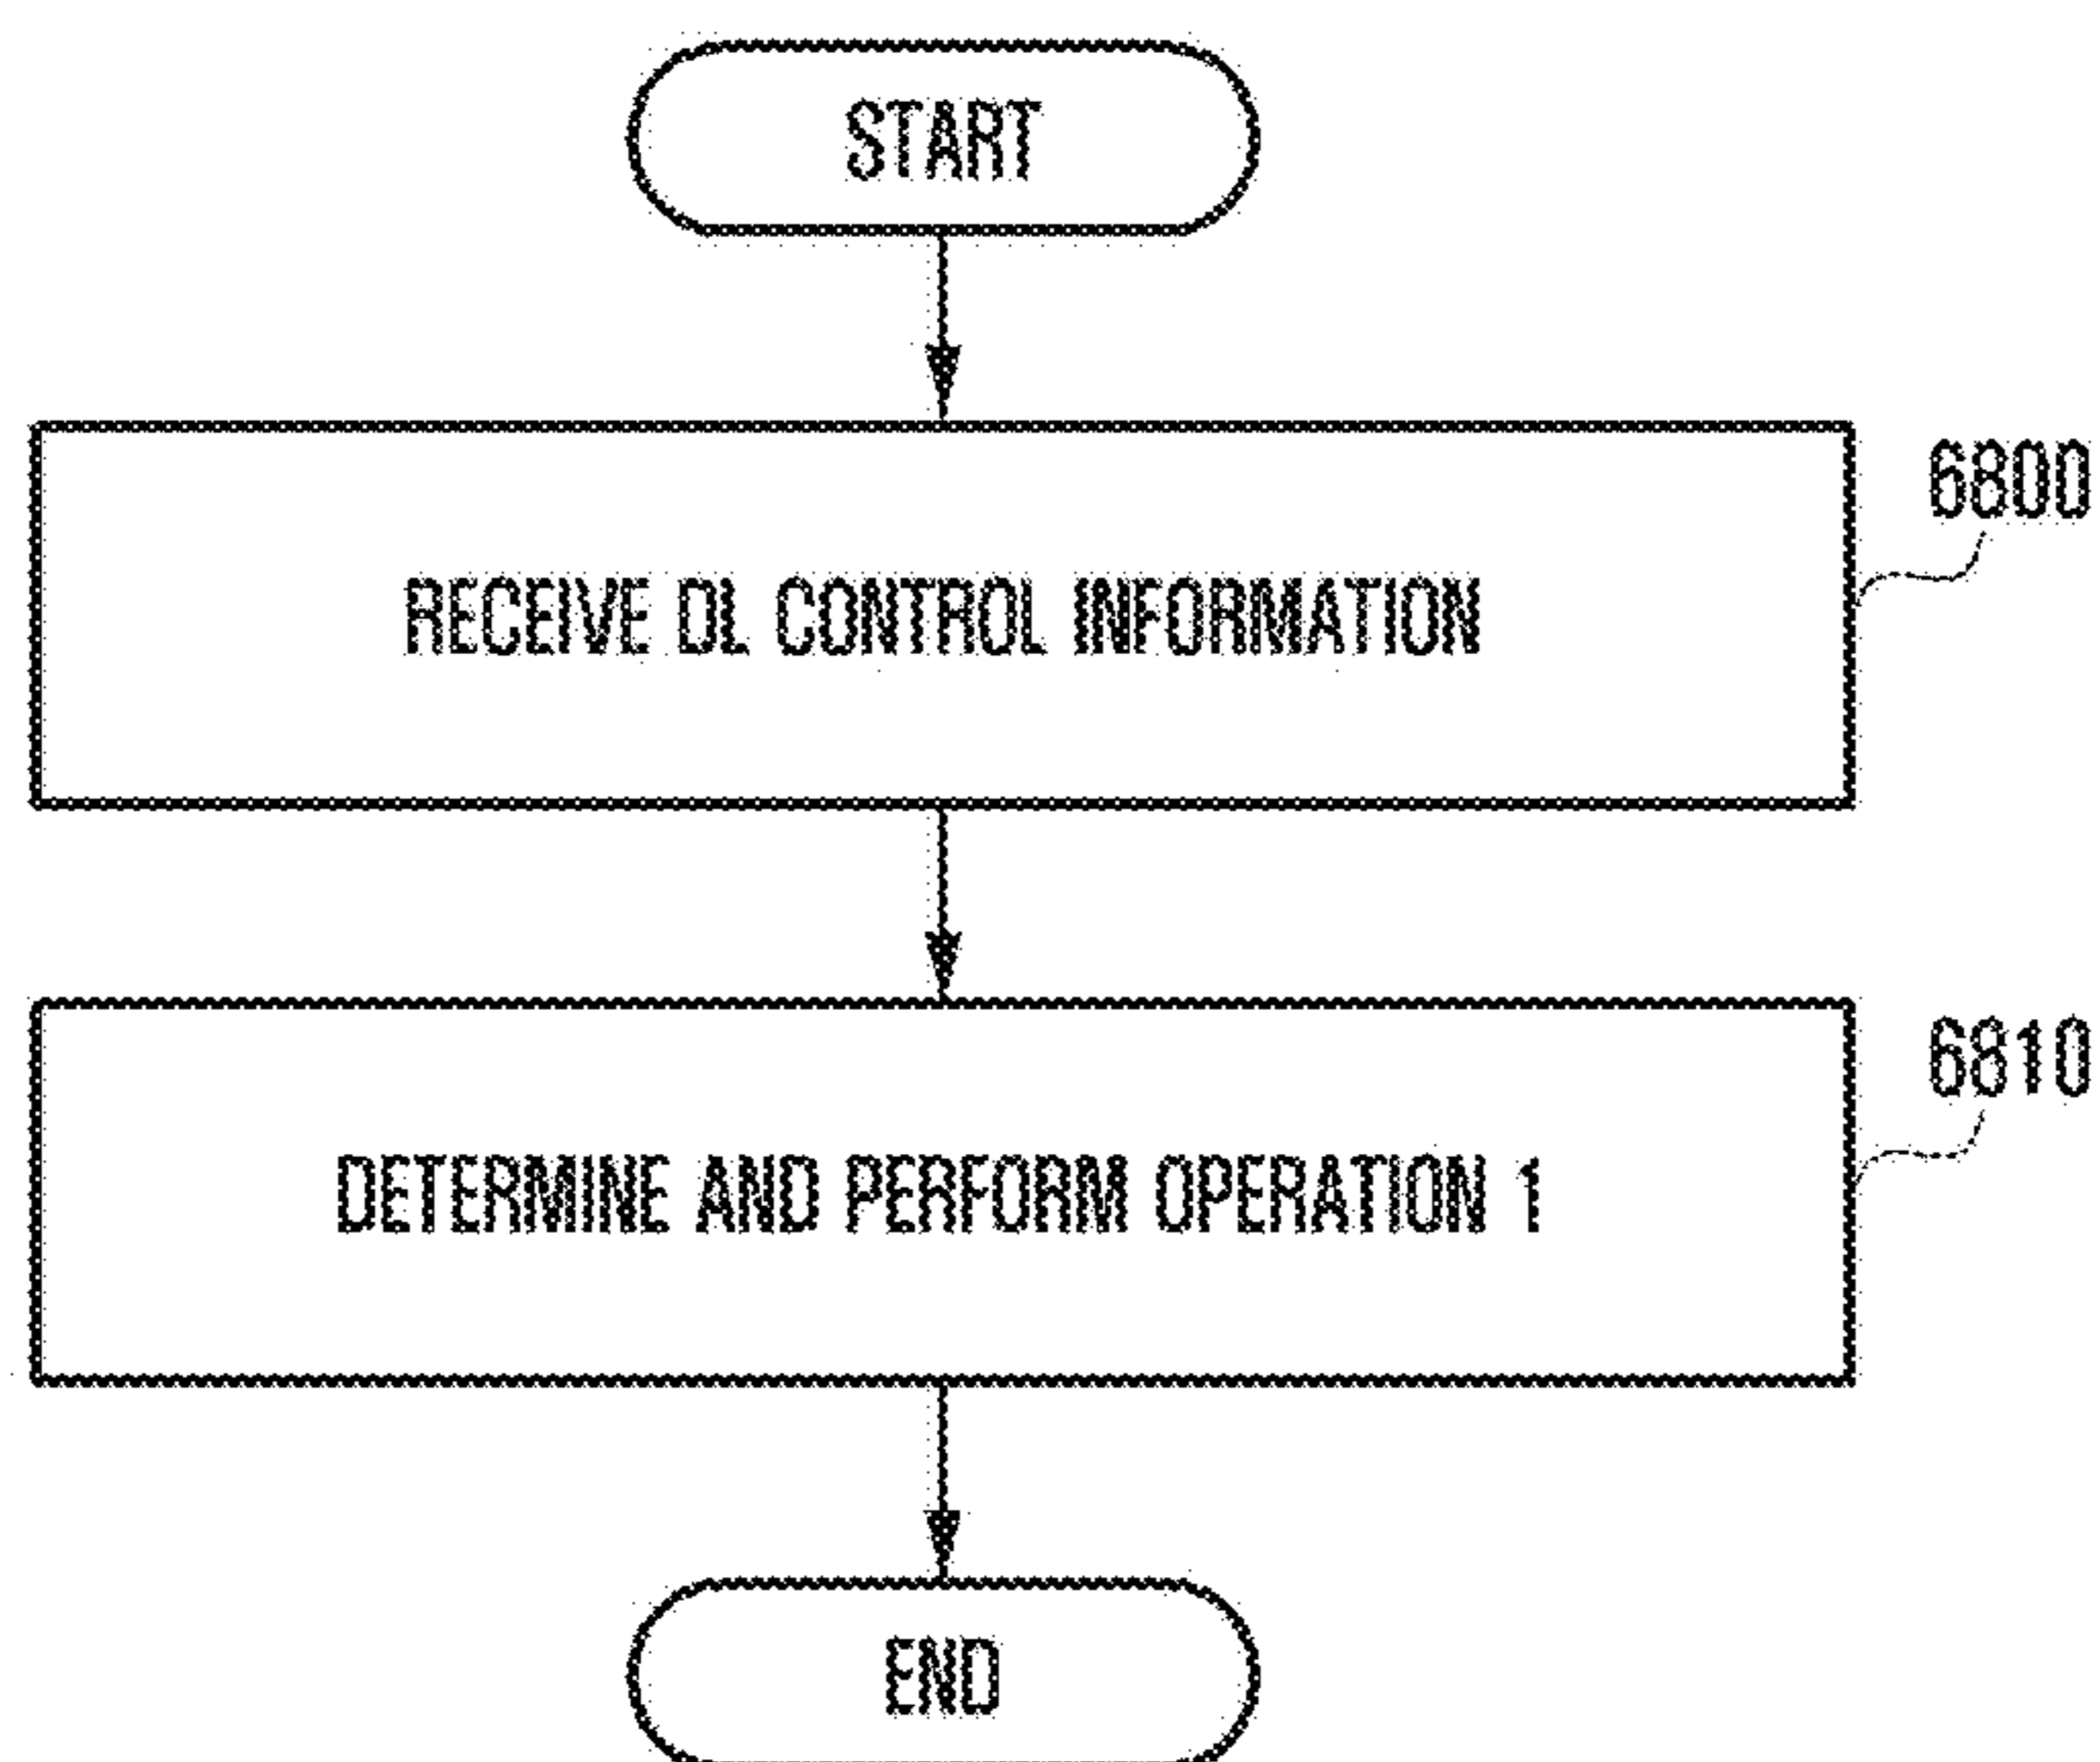 START
6800
RECEIVE DL CONTROL INFORMATION
6810
DETERMINE AND PERFORM OPERATION 1
END